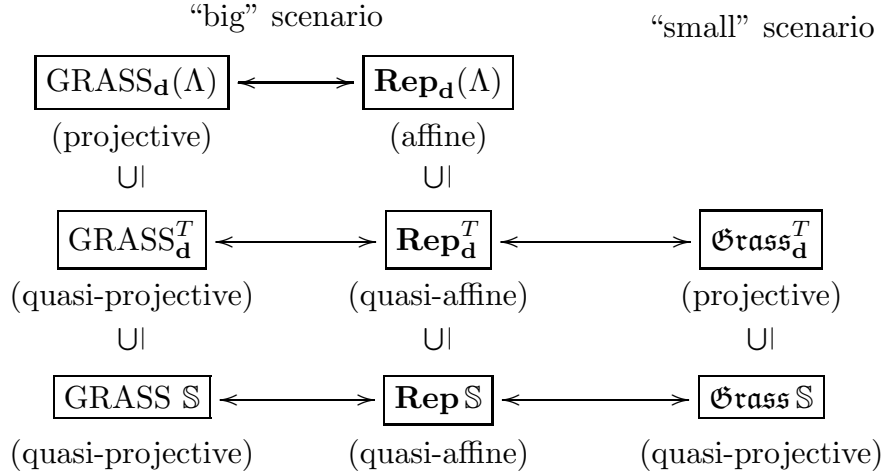 “big” scenario
“small” scenario
GRASS_𝐝(Λ) 𝐑𝐞𝐩_𝐝(Λ)
(projective) (affine)
∪| ∪|
GRASS^T_𝐝 𝐑𝐞𝐩^T_𝐝 𝕲𝖗𝖆𝖘𝖘^T_𝐝
(quasi-projective) (quasi-affine) (projective)
∪| ∪| ∪|
GRASS 𝕊 𝐑𝐞𝐩 𝕊 𝕲𝖗𝖆𝖘𝖘 𝕊
(quasi-projective) (quasi-affine) (quasi-projective)